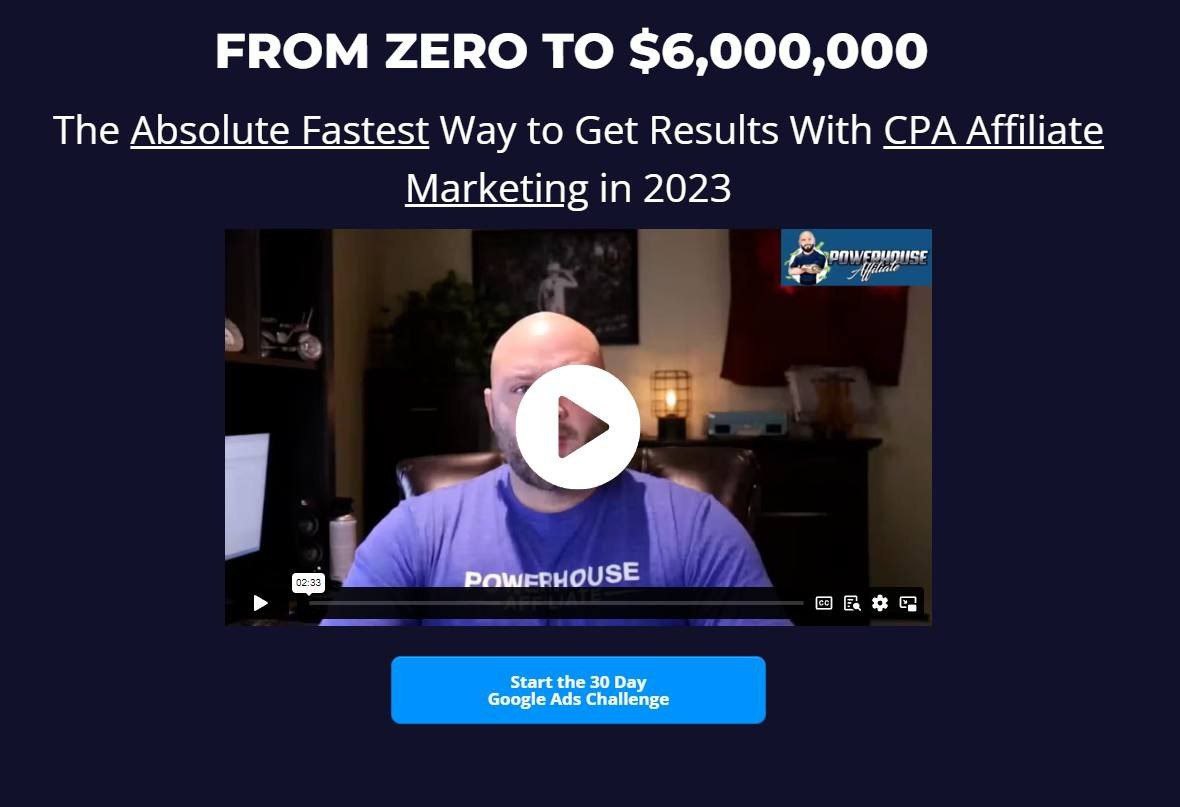 FROM ZERO TO $6,000,000
The Absolute Fastest Way to Get Results With CPA Affiliate
Marketing in 2023
POWERHOUSE
Affiliate
POWERHOUSE
AFFILIATE
02:33
CC
Start the 30 Day
Google Ads Challenge